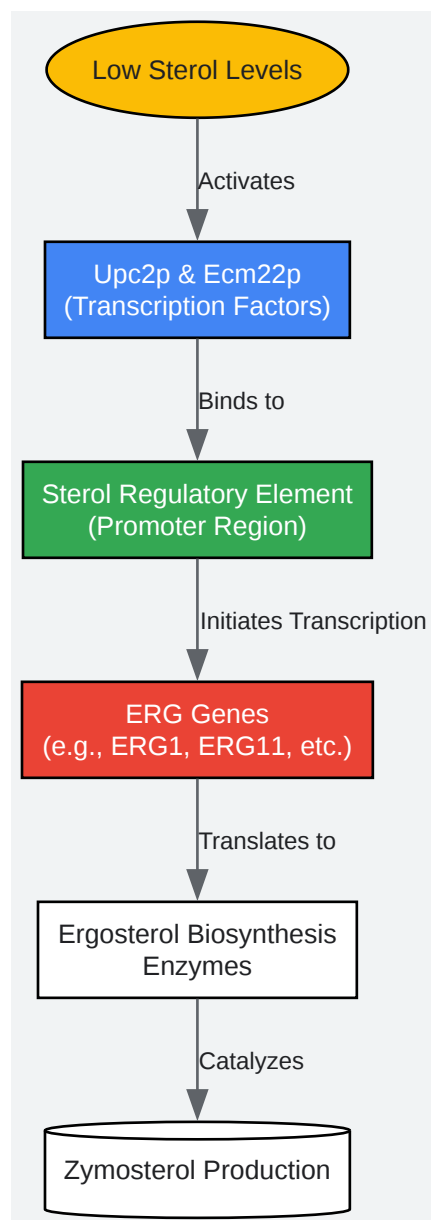 Low Sterol Levels
Activates
Upc2p & Ecm22p
(Transcription Factors)
Binds to
Sterol Regulatory Element
(Promoter Region)
Initiates Transcription
ERG Genes
(e.g., ERG1, ERG11, etc.)
Translates to
Ergosterol Biosynthesis
Enzymes
Catalyzes
Zymosterol Production